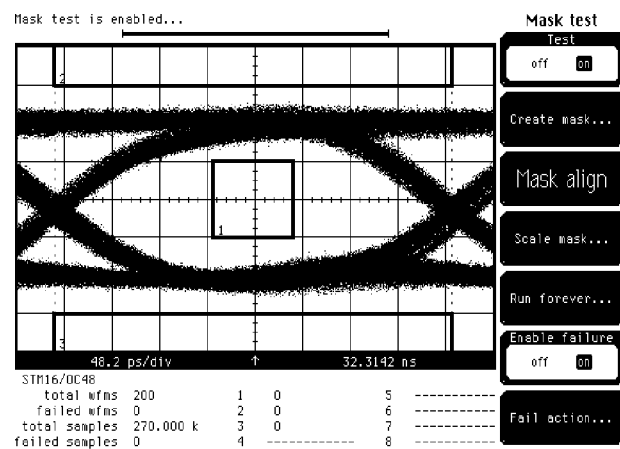 Mask test is enabled...
Mask test
Test
off on
Create mask...
Mask align
Scale mask...
Run forever...
Enable failure
off on
Fail action...
2
1
3
48.2 ps/div ↑ 32.3142 ns
STM16/OC48
total wfms 200 1 0 5 ------------
failed wfms 0 2 0 6 ------------
total samples 270.000 k 3 0 7 ------------
failed samples 0 4 ------------ 8 ------------